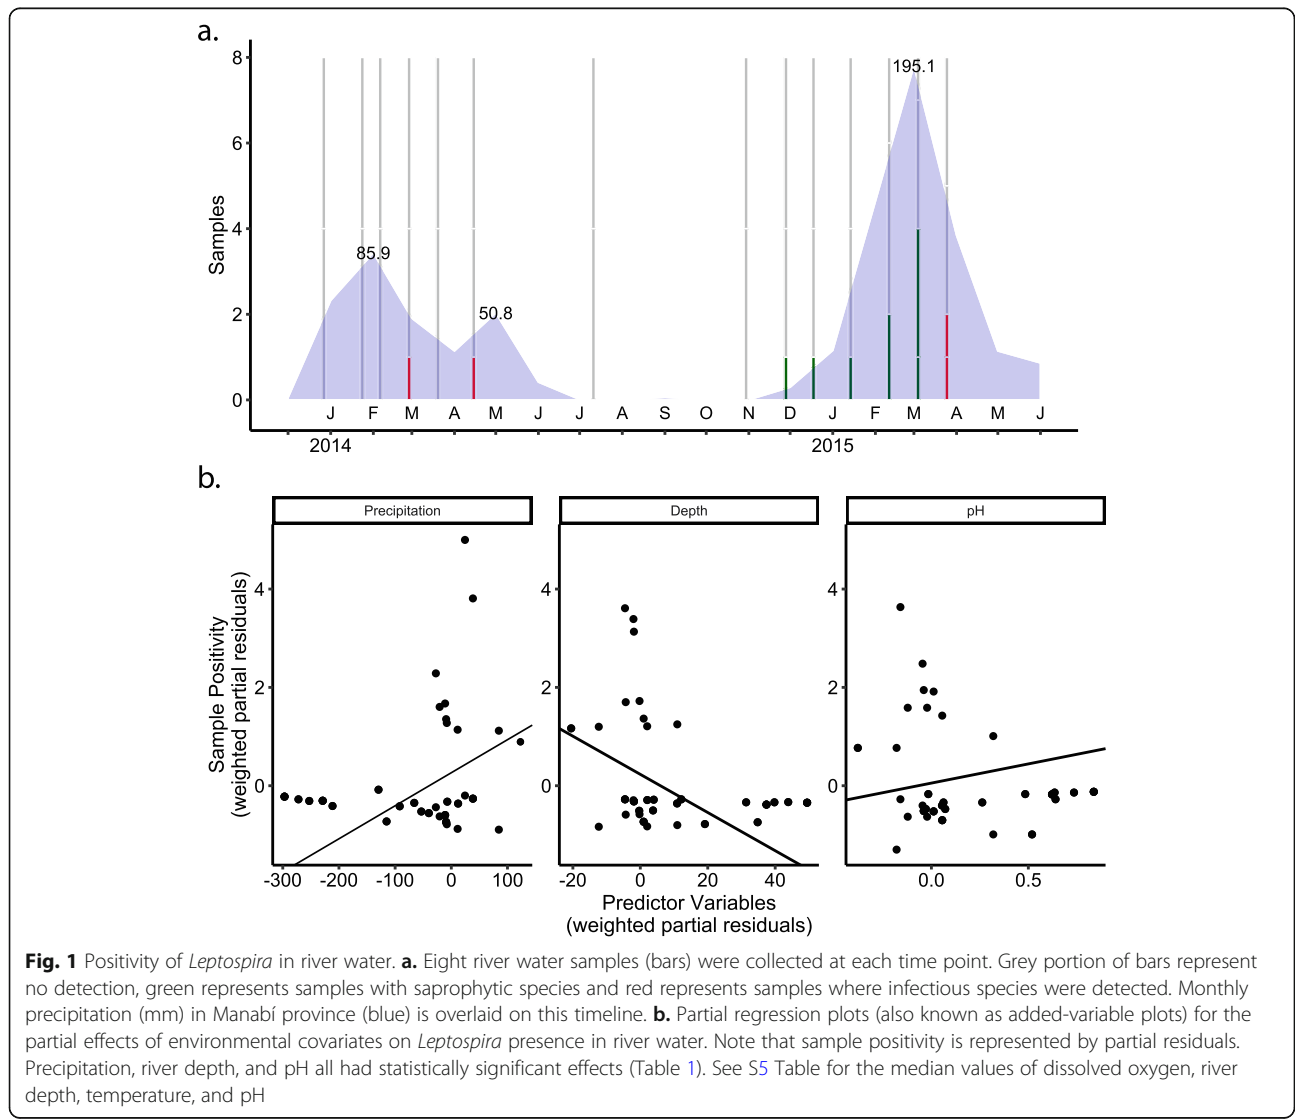 a.
8
6
4
2
0
Samples
85.9
50.8
195.1
J F M A M J J A S O N D J F M A M J
2014 2015
b.
Precipitation Depth pH
Sample Positivity
(weighted partial residuals)
4 4 4
2 2 2
0 0 0
-300 -200 -100 0 100 -20 0 20 40 0.0 0.5
Predictor Variables
(weighted partial residuals)
Fig. 1 Positivity of Leptospira in river water. a. Eight river water samples (bars) were collected at each time point. Grey portion of bars represent
no detection, green represents samples with saprophytic species and red represents samples where infectious species were detected. Monthly
precipitation (mm) in Manabí province (blue) is overlaid on this timeline. b. Partial regression plots (also known as added-variable plots) for the
partial effects of environmental covariates on Leptospira presence in river water. Note that sample positivity is represented by partial residuals.
Precipitation, river depth, and pH all had statistically significant effects (Table 1). See S5 Table for the median values of dissolved oxygen, river
depth, temperature, and pH